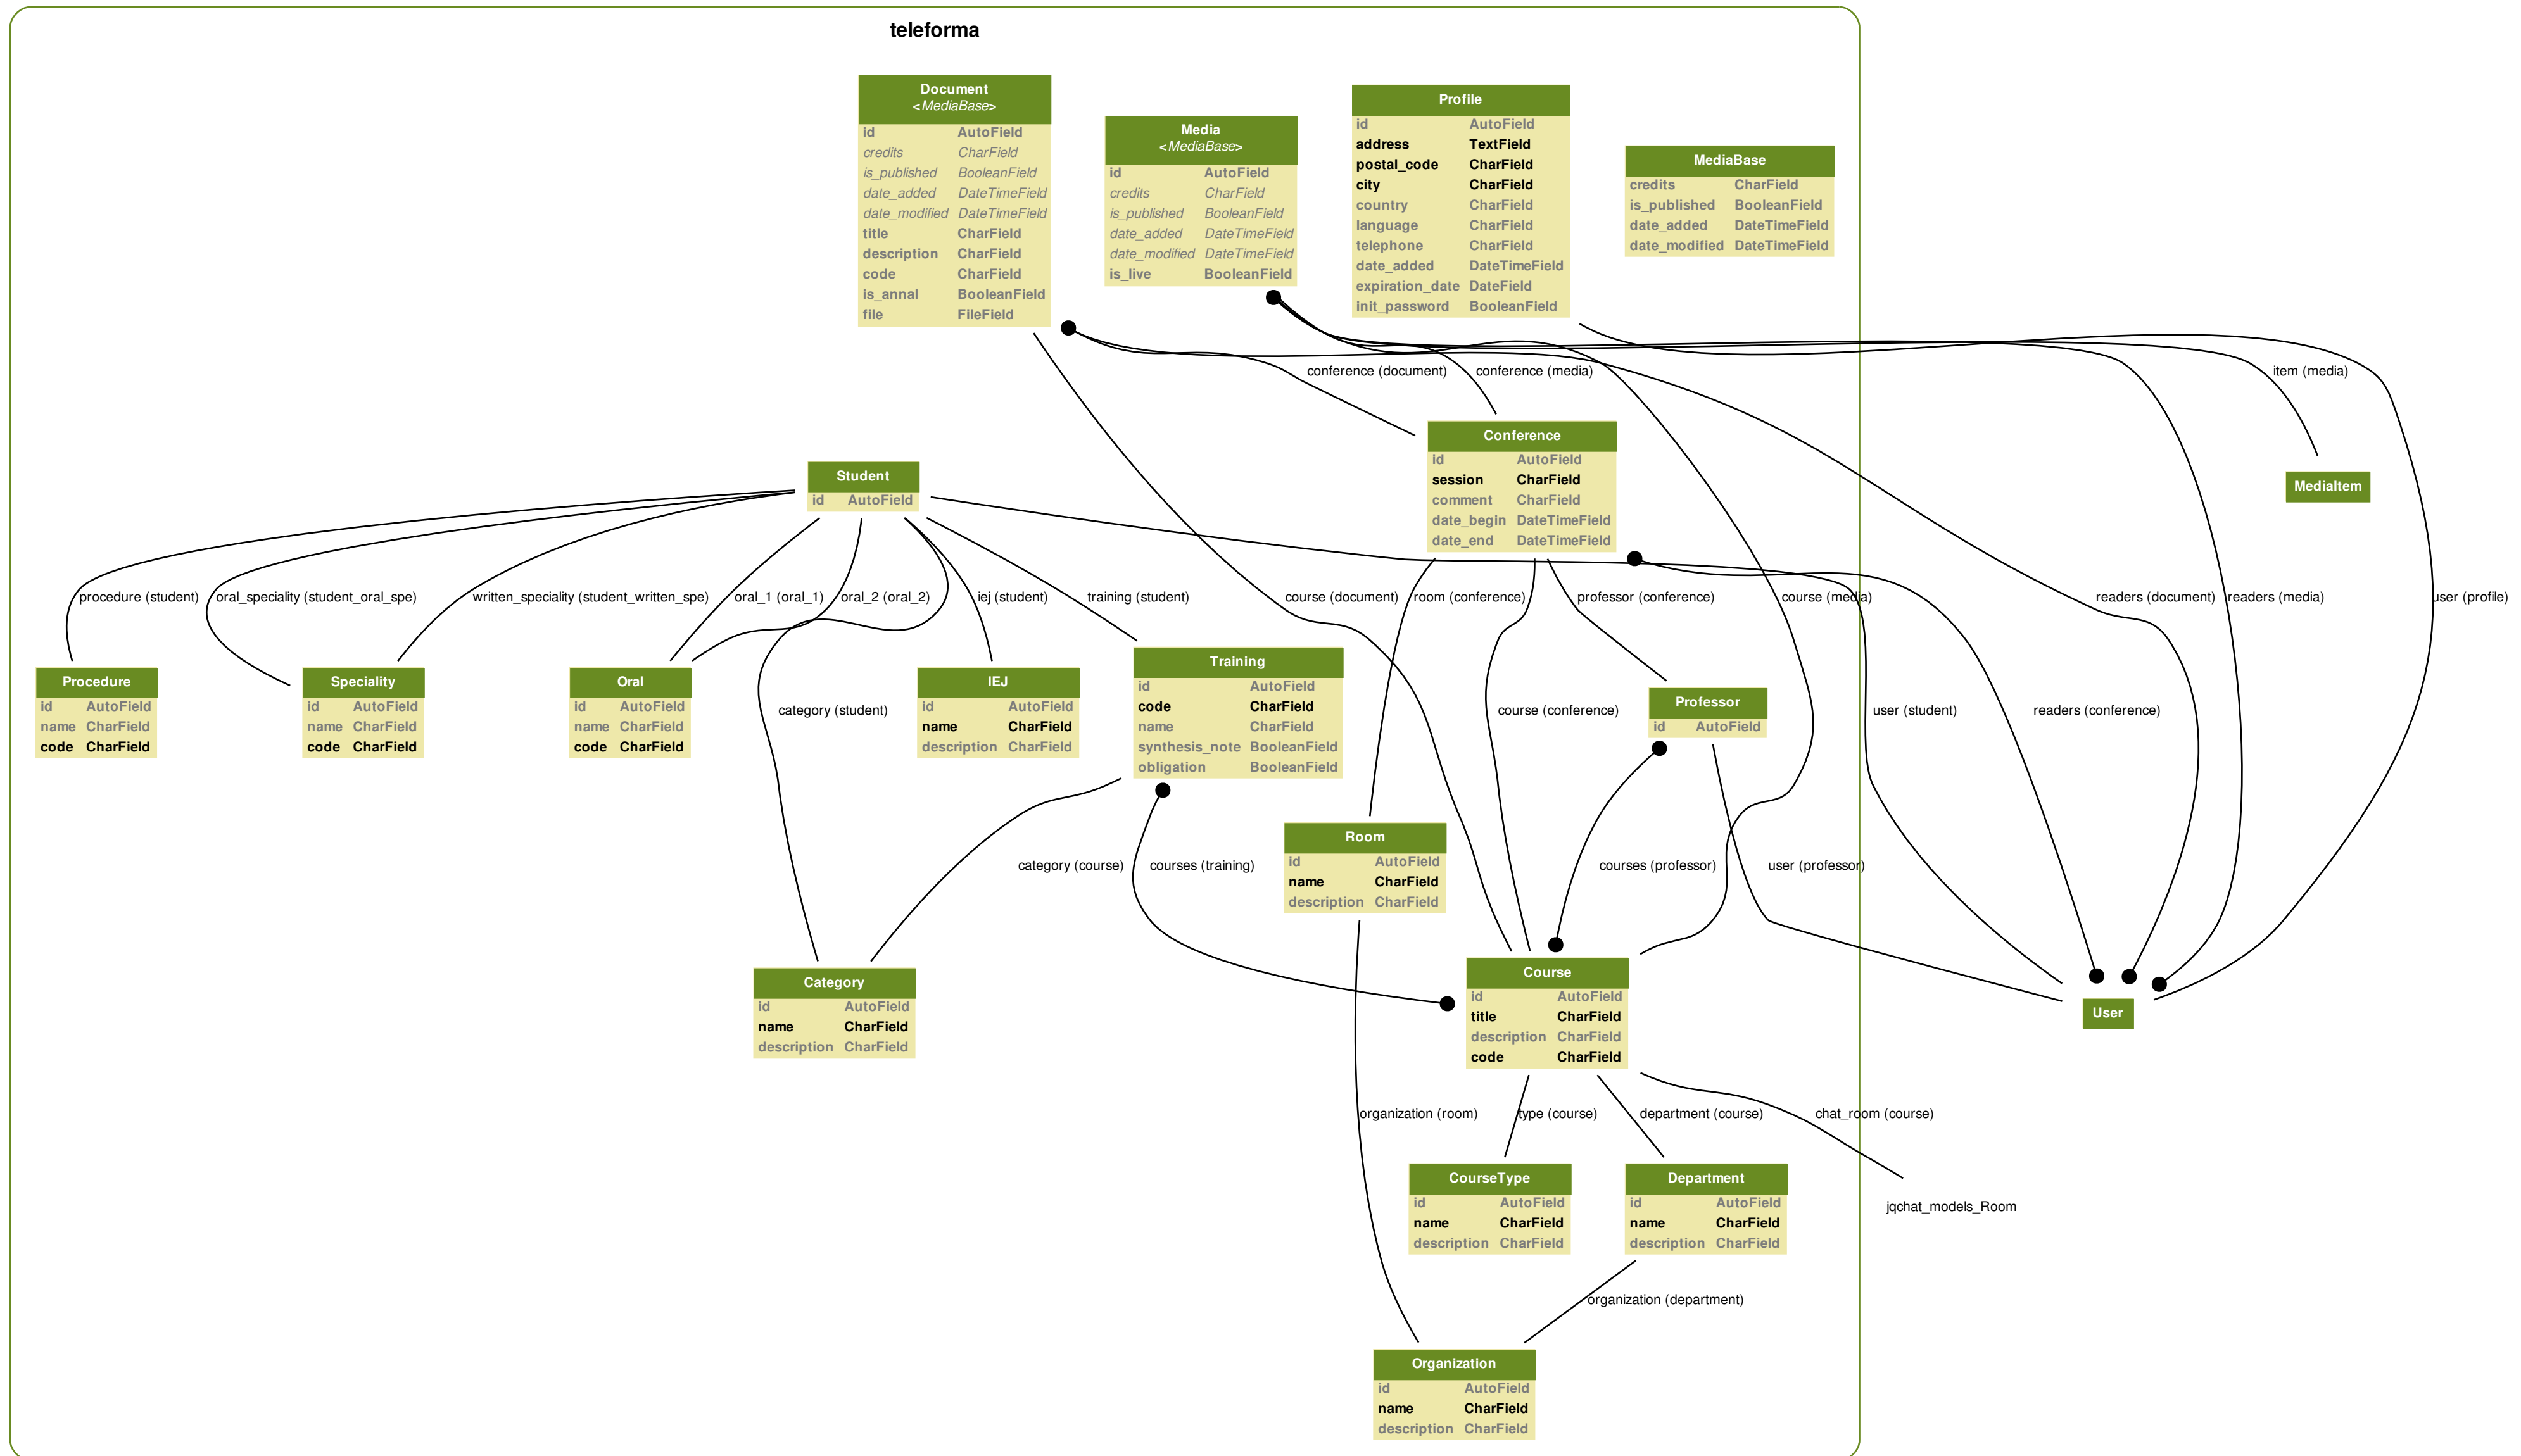 teleforma
Document
<MediaBase>
id AutoField
credits CharField
is_published BooleanField
date_added DateTimeField
date_modified DateTimeField
title CharField
description CharField
code CharField
is_annal BooleanField
file FileField
Media
<MediaBase>
id AutoField
credits CharField
is_published BooleanField
date_added DateTimeField
date_modified DateTimeField
is_live BooleanField
Profile
id AutoField
address TextField
postal_code CharField
city CharField
country CharField
language CharField
telephone CharField
date_added DateTimeField
expiration_date DateField
init_password BooleanField
MediaBase
credits CharField
is_published BooleanField
date_added DateTimeField
date_modified DateTimeField
conference (document)
conference (media)
item (media)
Conference
id AutoField
session CharField
comment CharField
date_begin DateTimeField
date_end DateTimeField
Student
id AutoField
MediaItem
procedure (student)
oral_speciality (student_oral_spe)
written_speciality (student_written_spe)
oral_1 (oral_1)
oral_2 (oral_2)
iej (student)
training (student)
course (document)
room (conference)
professor (conference)
course (media)
readers (document)
readers (media)
user (profile)
Procedure
id AutoField
name CharField
code CharField
Speciality
id AutoField
name CharField
code CharField
Oral
id AutoField
name CharField
code CharField
category (student)
IEJ
id AutoField
name CharField
description CharField
Training
id AutoField
code CharField
name CharField
synthesis_note BooleanField
obligation BooleanField
course (conference)
Professor
id AutoField
user (student)
readers (conference)
category (course)
courses (training)
Room
id AutoField
name CharField
description CharField
courses (professor)
user (professor)
Category
id AutoField
name CharField
description CharField
Course
id AutoField
title CharField
description CharField
code CharField
User
organization (room)
type (course)
department (course)
chat_room (course)
CourseType
id AutoField
name CharField
description CharField
Department
id AutoField
name CharField
description CharField
jqchat_models_Room
organization (department)
Organization
id AutoField
name CharField
description CharField